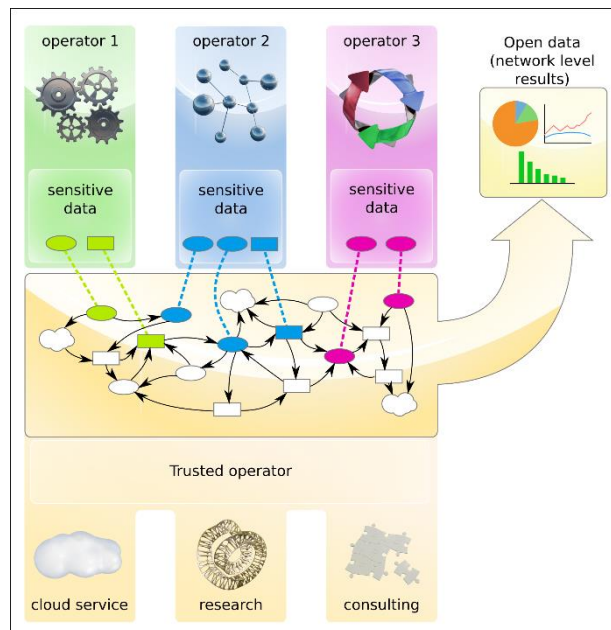 operator 1
operator 2
operator 3
Open data
(network level
results)
sensitive
data
sensitive
data
sensitive
data
Trusted operator
cloud service
research
consulting